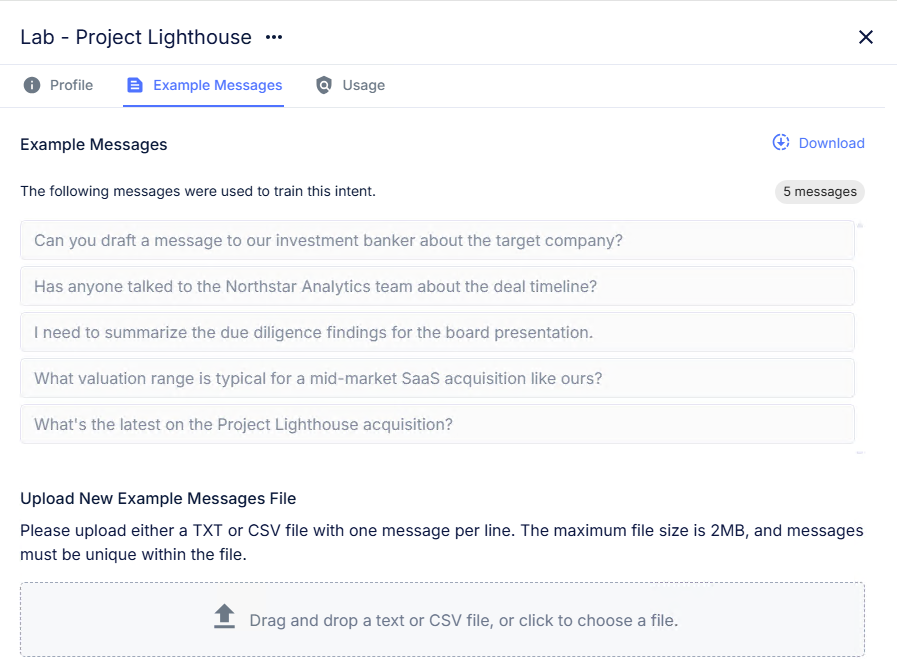 Lab - Project Lighthouse
Profile
Example Messages
Usage
Example Messages
Download
The following messages were used to train this intent.
5 messages
Can you draft a message to our investment banker about the target company?
Has anyone talked to the Northstar Analytics team about the deal timeline?
I need to summarize the due diligence findings for the board presentation.
What valuation range is typical for a mid-market SaaS acquisition like ours?
What's the latest on the Project Lighthouse acquisition?
Upload New Example Messages File
Please upload either a TXT or CSV file with one message per line. The maximum file size is 2MB, and messages
must be unique within the file.
Drag and drop a text or CSV file, or click to choose a file.